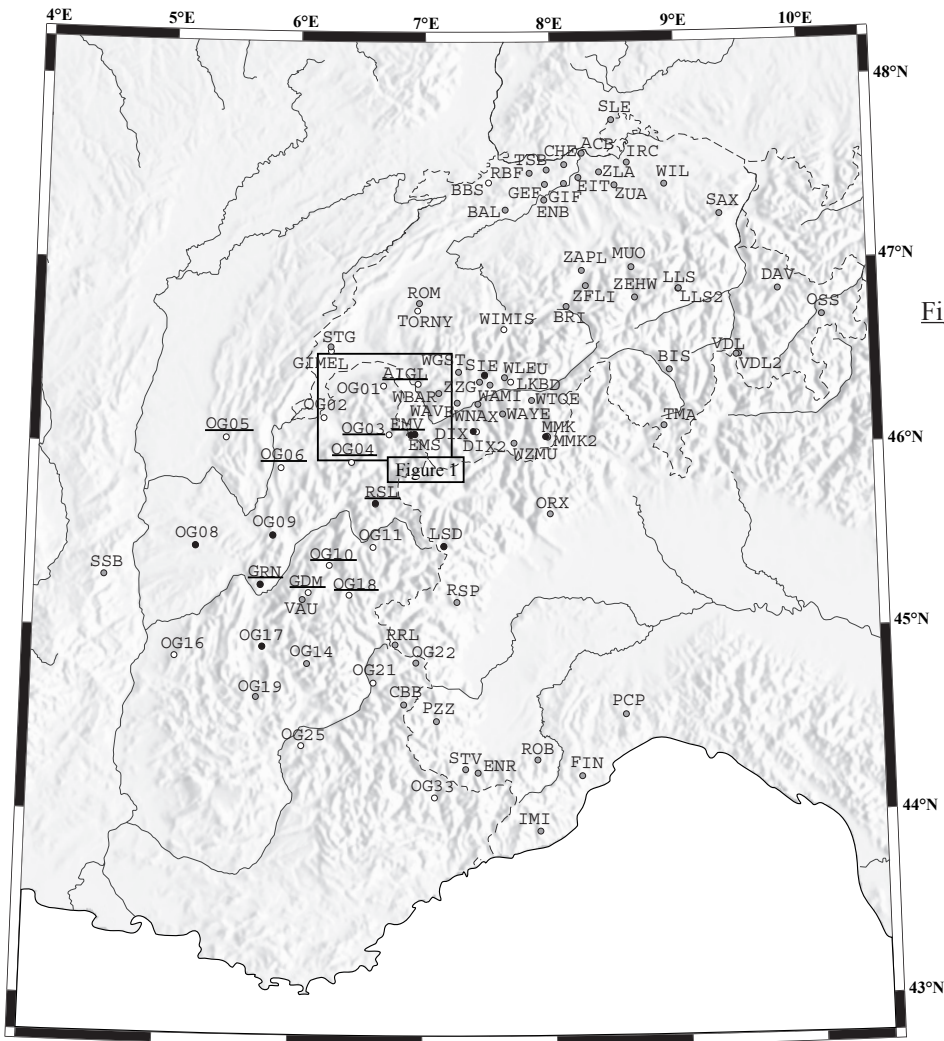 4°E 5°E 6°E 7°E 8°E 9°E 10°E
48°N
SLE
CHE ACB
TSB IRC
RBF ZLA WIL
BBS GEF GIF EIT ZUA
BAL ENB SAX
47°N
ZAPL MUO
ZEHW LLS DAV
ZFLI LLS2
ROM OSS
TORNY WIMIS BRI
Fi
STG
GIMEL WGST SIE WLEU BIS VDL
AIGL LKBD VDL2
OG01 ZZG
OG02 WBAR WAMI WTGE
WAVB WNAX WAYE TMA
OG05 OG03 EMV MMK
46°N
DIX
OG04 EMS DIX2 MMK2
OG06 WZMU
Figure 1
RSL
ORX
OG09
OG08 LSD
OG11
SSB OG10
GRN GDM OG18
VAU RSP
45°N
OG16 OG17 RRL
OG14 OG22
OG21
OG19 CBB PCP
PZZ
OG25
ROB
STV ENR FIN
OG33
44°N
IMI
43°N